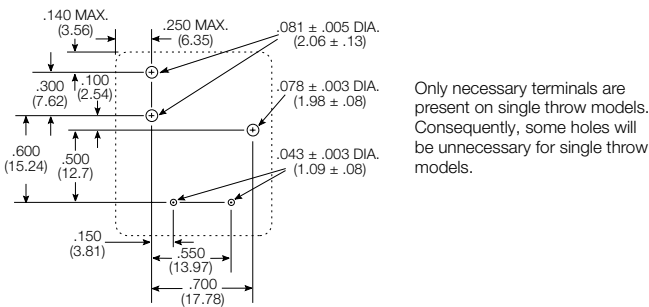 .140 MAX.
(3.56)
.250 MAX.
(6.35)
.081 ± .005 DIA.
(2.06 ± .13)
.300
(7.62)
.100
(2.54)
.078 ± .003 DIA.
(1.98 ± .08)
Only necessary terminals are
present on single throw models.
Consequently, some holes will
be unnecessary for single throw
models.
.600
(15.24)
.500
(12.7)
.043 ± .003 DIA.
(1.09 ± .08)
.150
(3.81)
.550
(13.97)
.700
(17.78)